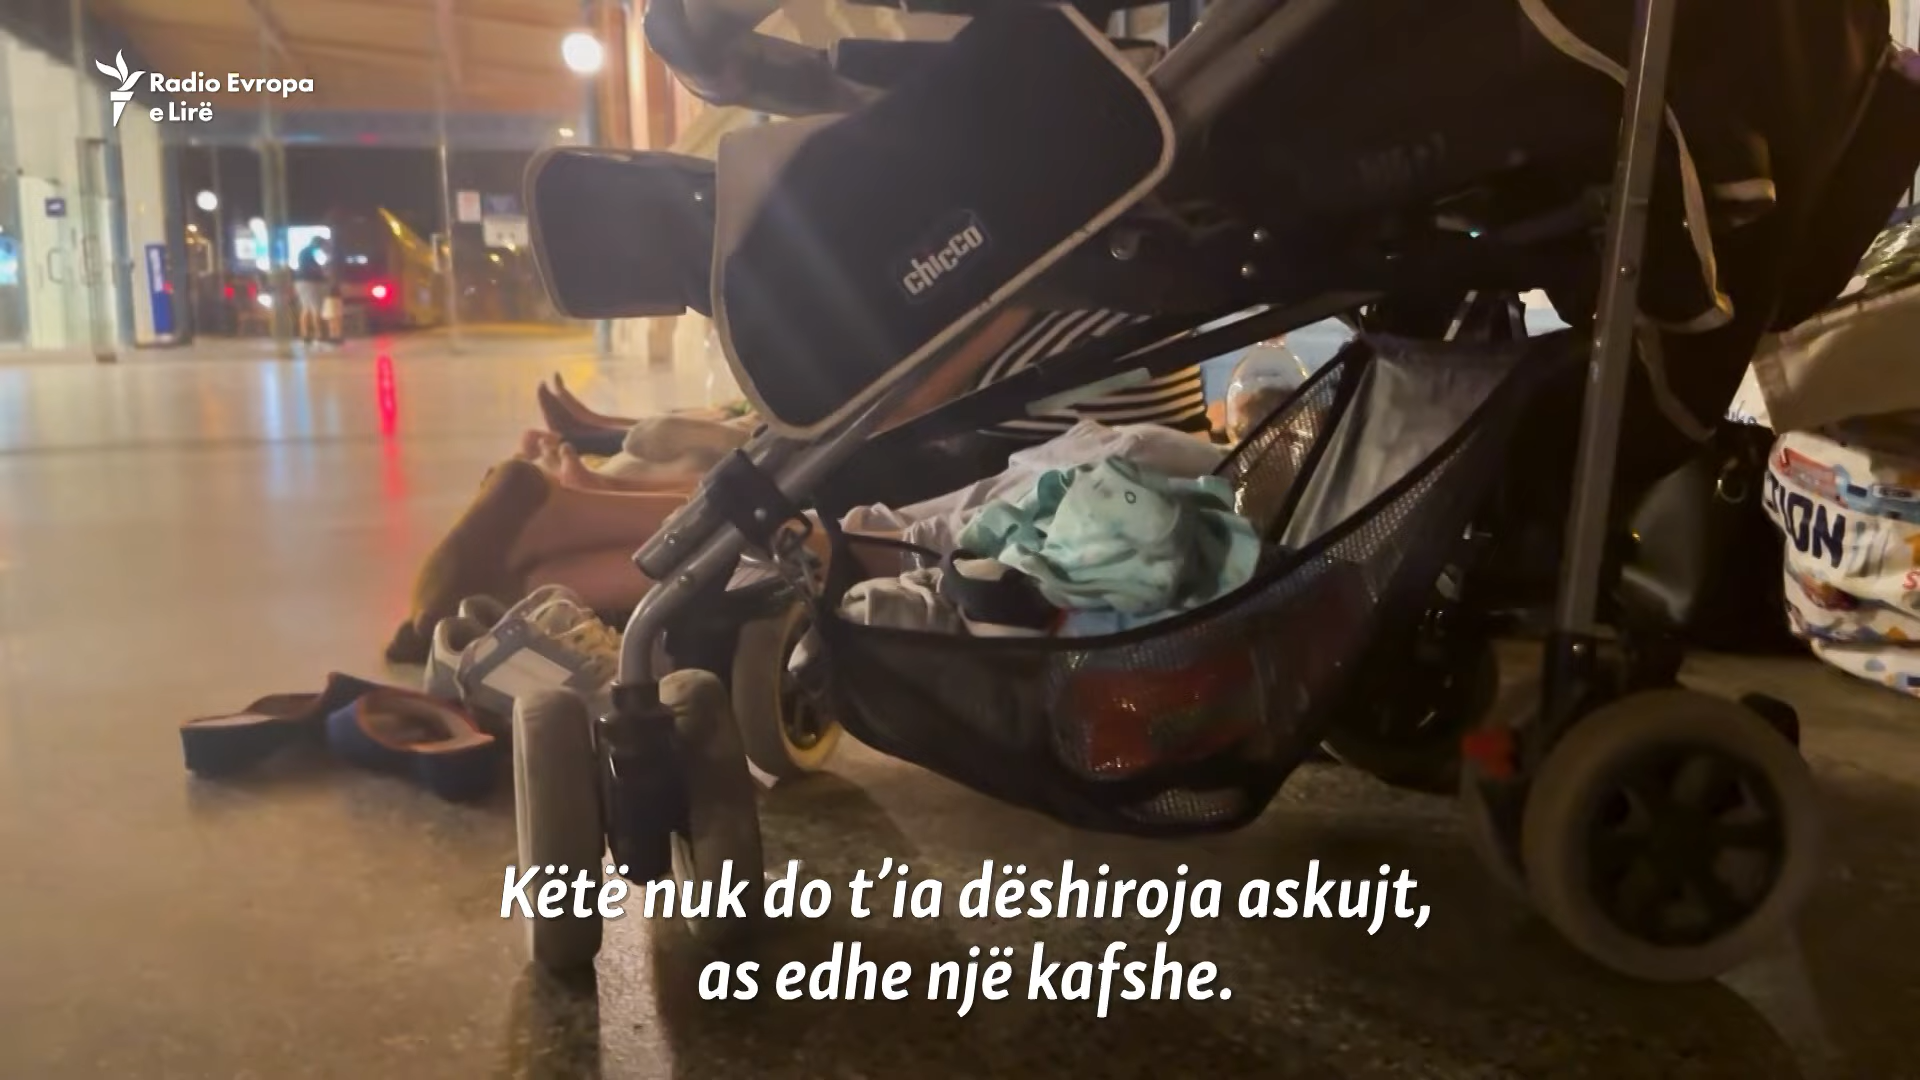 Radio Evropa
e Lirë
chicco
Këtë nuk do t’ia dëshiroja askujt,
as edhe një kafshe.